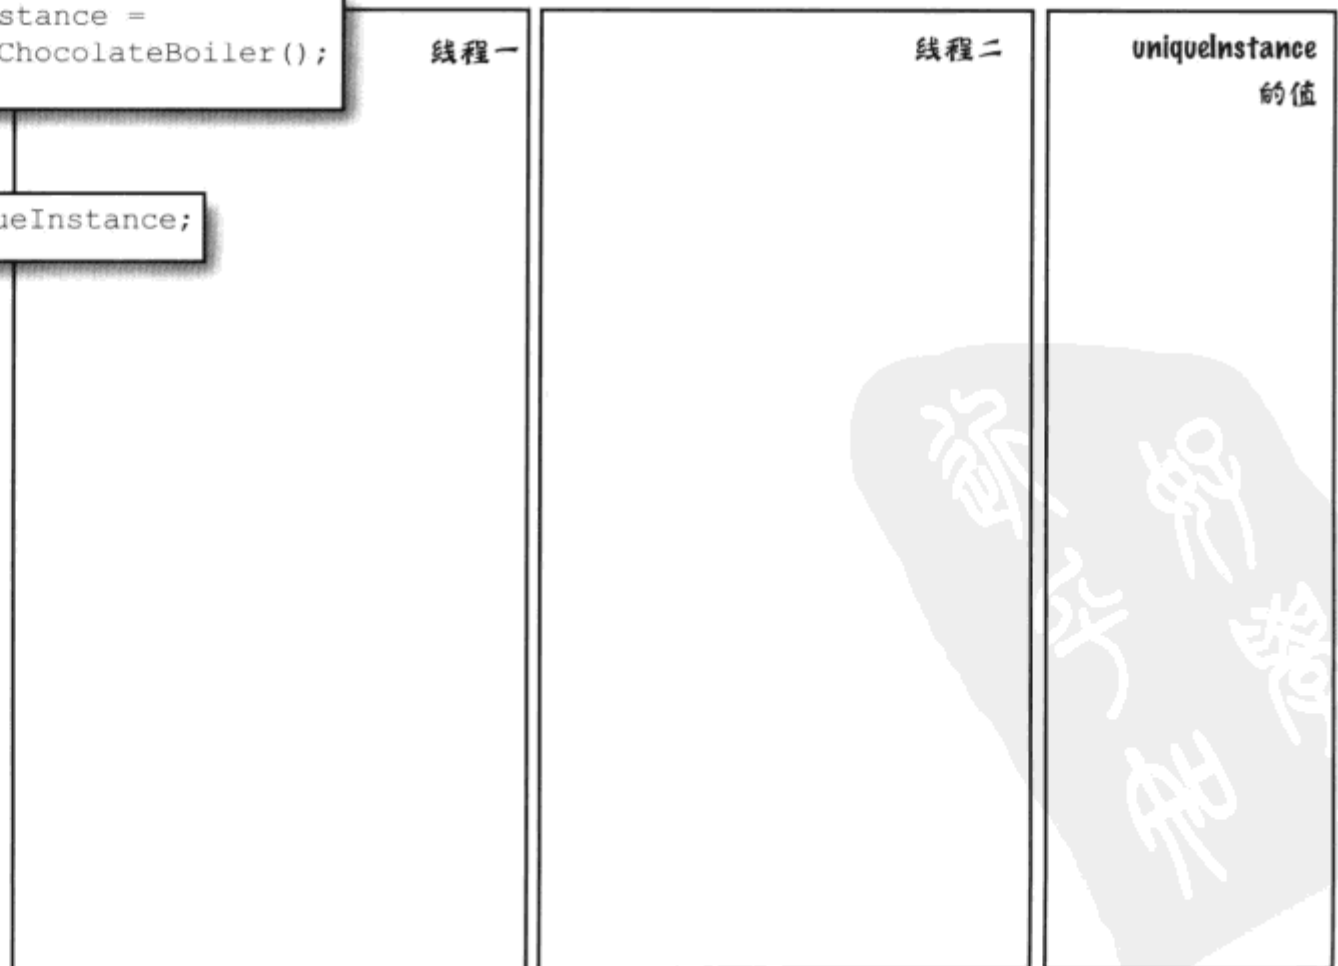 stance =
ChocolateBoiler();
ueInstance;
线程一
线程二
uniqueInstance
的值